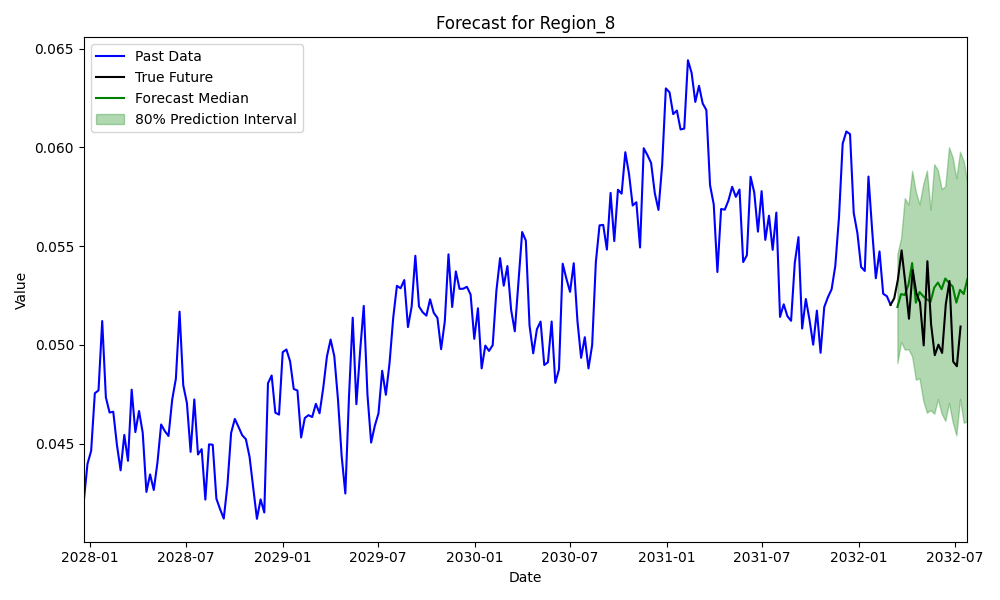 Forecast for Region_8
Past Data
True Future
Forecast Median
80% Prediction Interval
Value
0.065
0.060
0.055
0.050
0.045
2028-01
2028-07
2029-01
2029-07
2030-01
2030-07
2031-01
2031-07
2032-01
2032-07
Date